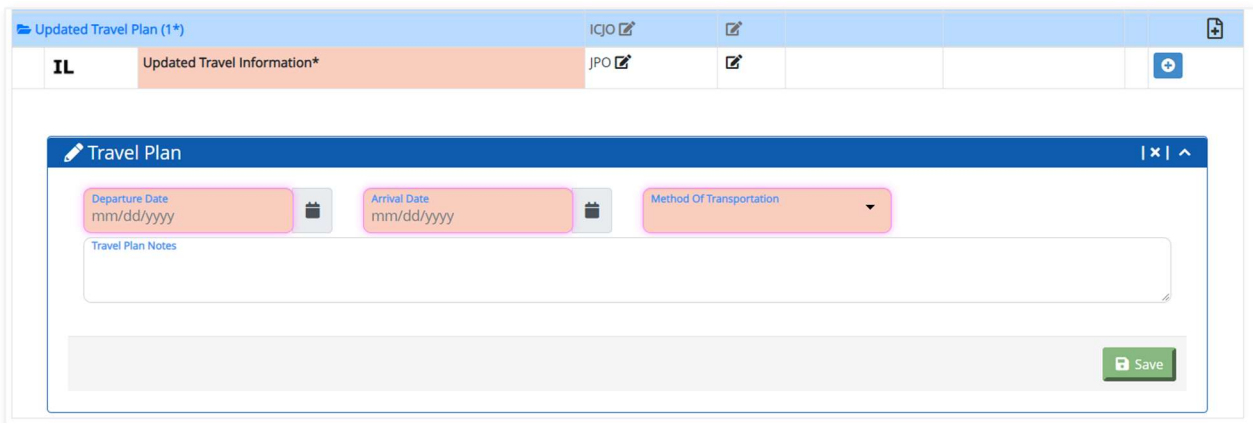 Updated Travel Plan (1*) ICJO
IL Updated Travel Information* JPO
Travel Plan |×|
Departure Date Arrival Date Method Of Transportation
mm/dd/yyyy mm/dd/yyyy
Travel Plan Notes
Save